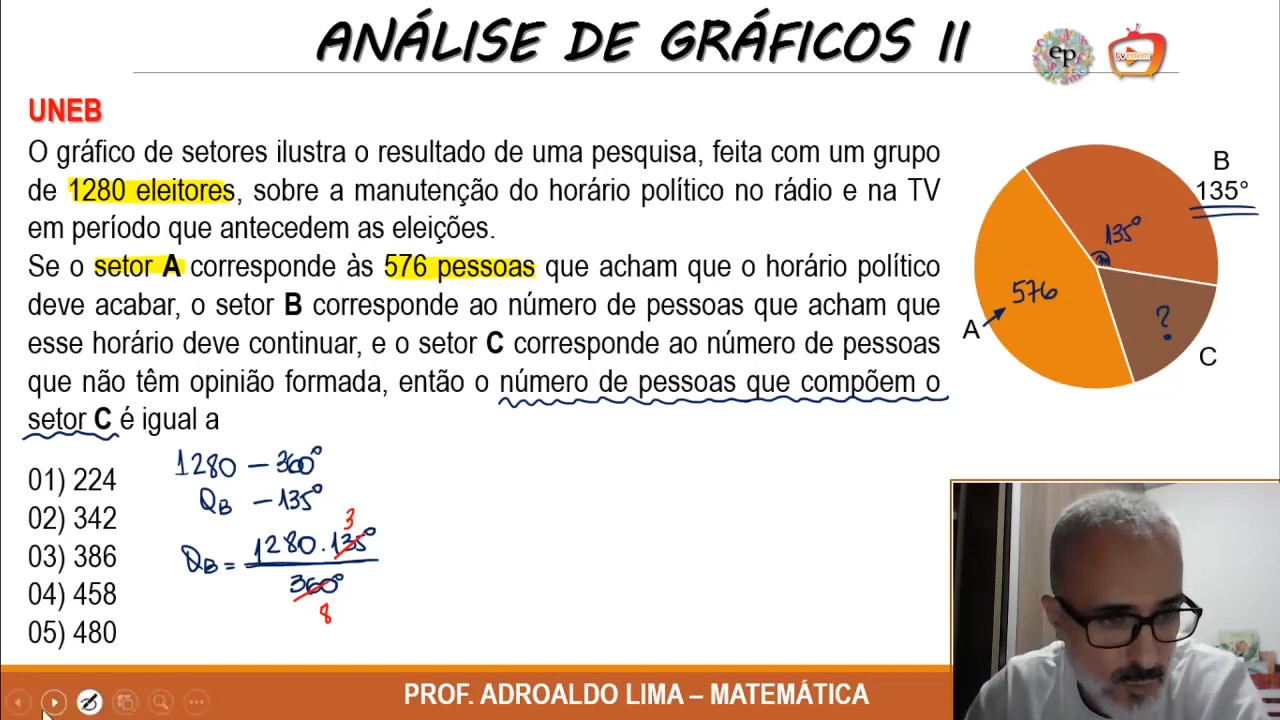 ANÁLISE DE GRÁFICOS II
ep
tvenem
UNEB
O gráfico de setores ilustra o resultado de uma pesquisa, feita com um grupo
de 1280 eleitores, sobre a manutenção do horário político no rádio e na TV
em período que antecedem as eleições.
Se o setor A corresponde às 576 pessoas que acham que o horário político
deve acabar, o setor B corresponde ao número de pessoas que acham que
esse horário deve continuar, e o setor C corresponde ao número de pessoas
que não têm opinião formada, então o número de pessoas que compõem o
setor C é igual a
01) 224
02) 342
03) 386
04) 458
05) 480
1280 – 360°
QB – 135°
3
QB = 1280 . 135°
360°
8
B
135°
135°
576
A
?
C
PROF. ADROALDO LIMA – MATEMÁTICA